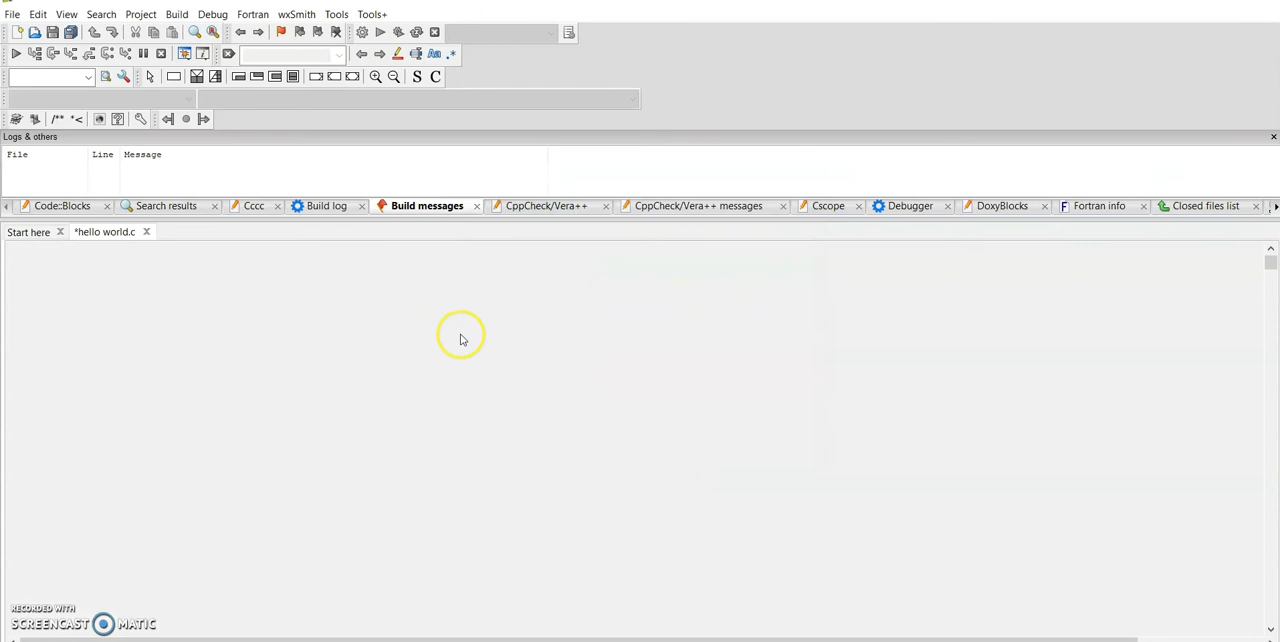 File Edit View Search Project Build Debug Fortran wxSmith Tools Tools+
/** *<
S C
Aa .*
Logs & others
File Line Message
Code::Blocks Search results Cccc Build log Build messages CppCheck/Vera++ CppCheck/Vera++ messages Cscope Debugger DoxyBlocks F Fortran info Closed files list
Start here *hello world.c
RECORDED WITH
SCREENCAST MATIC